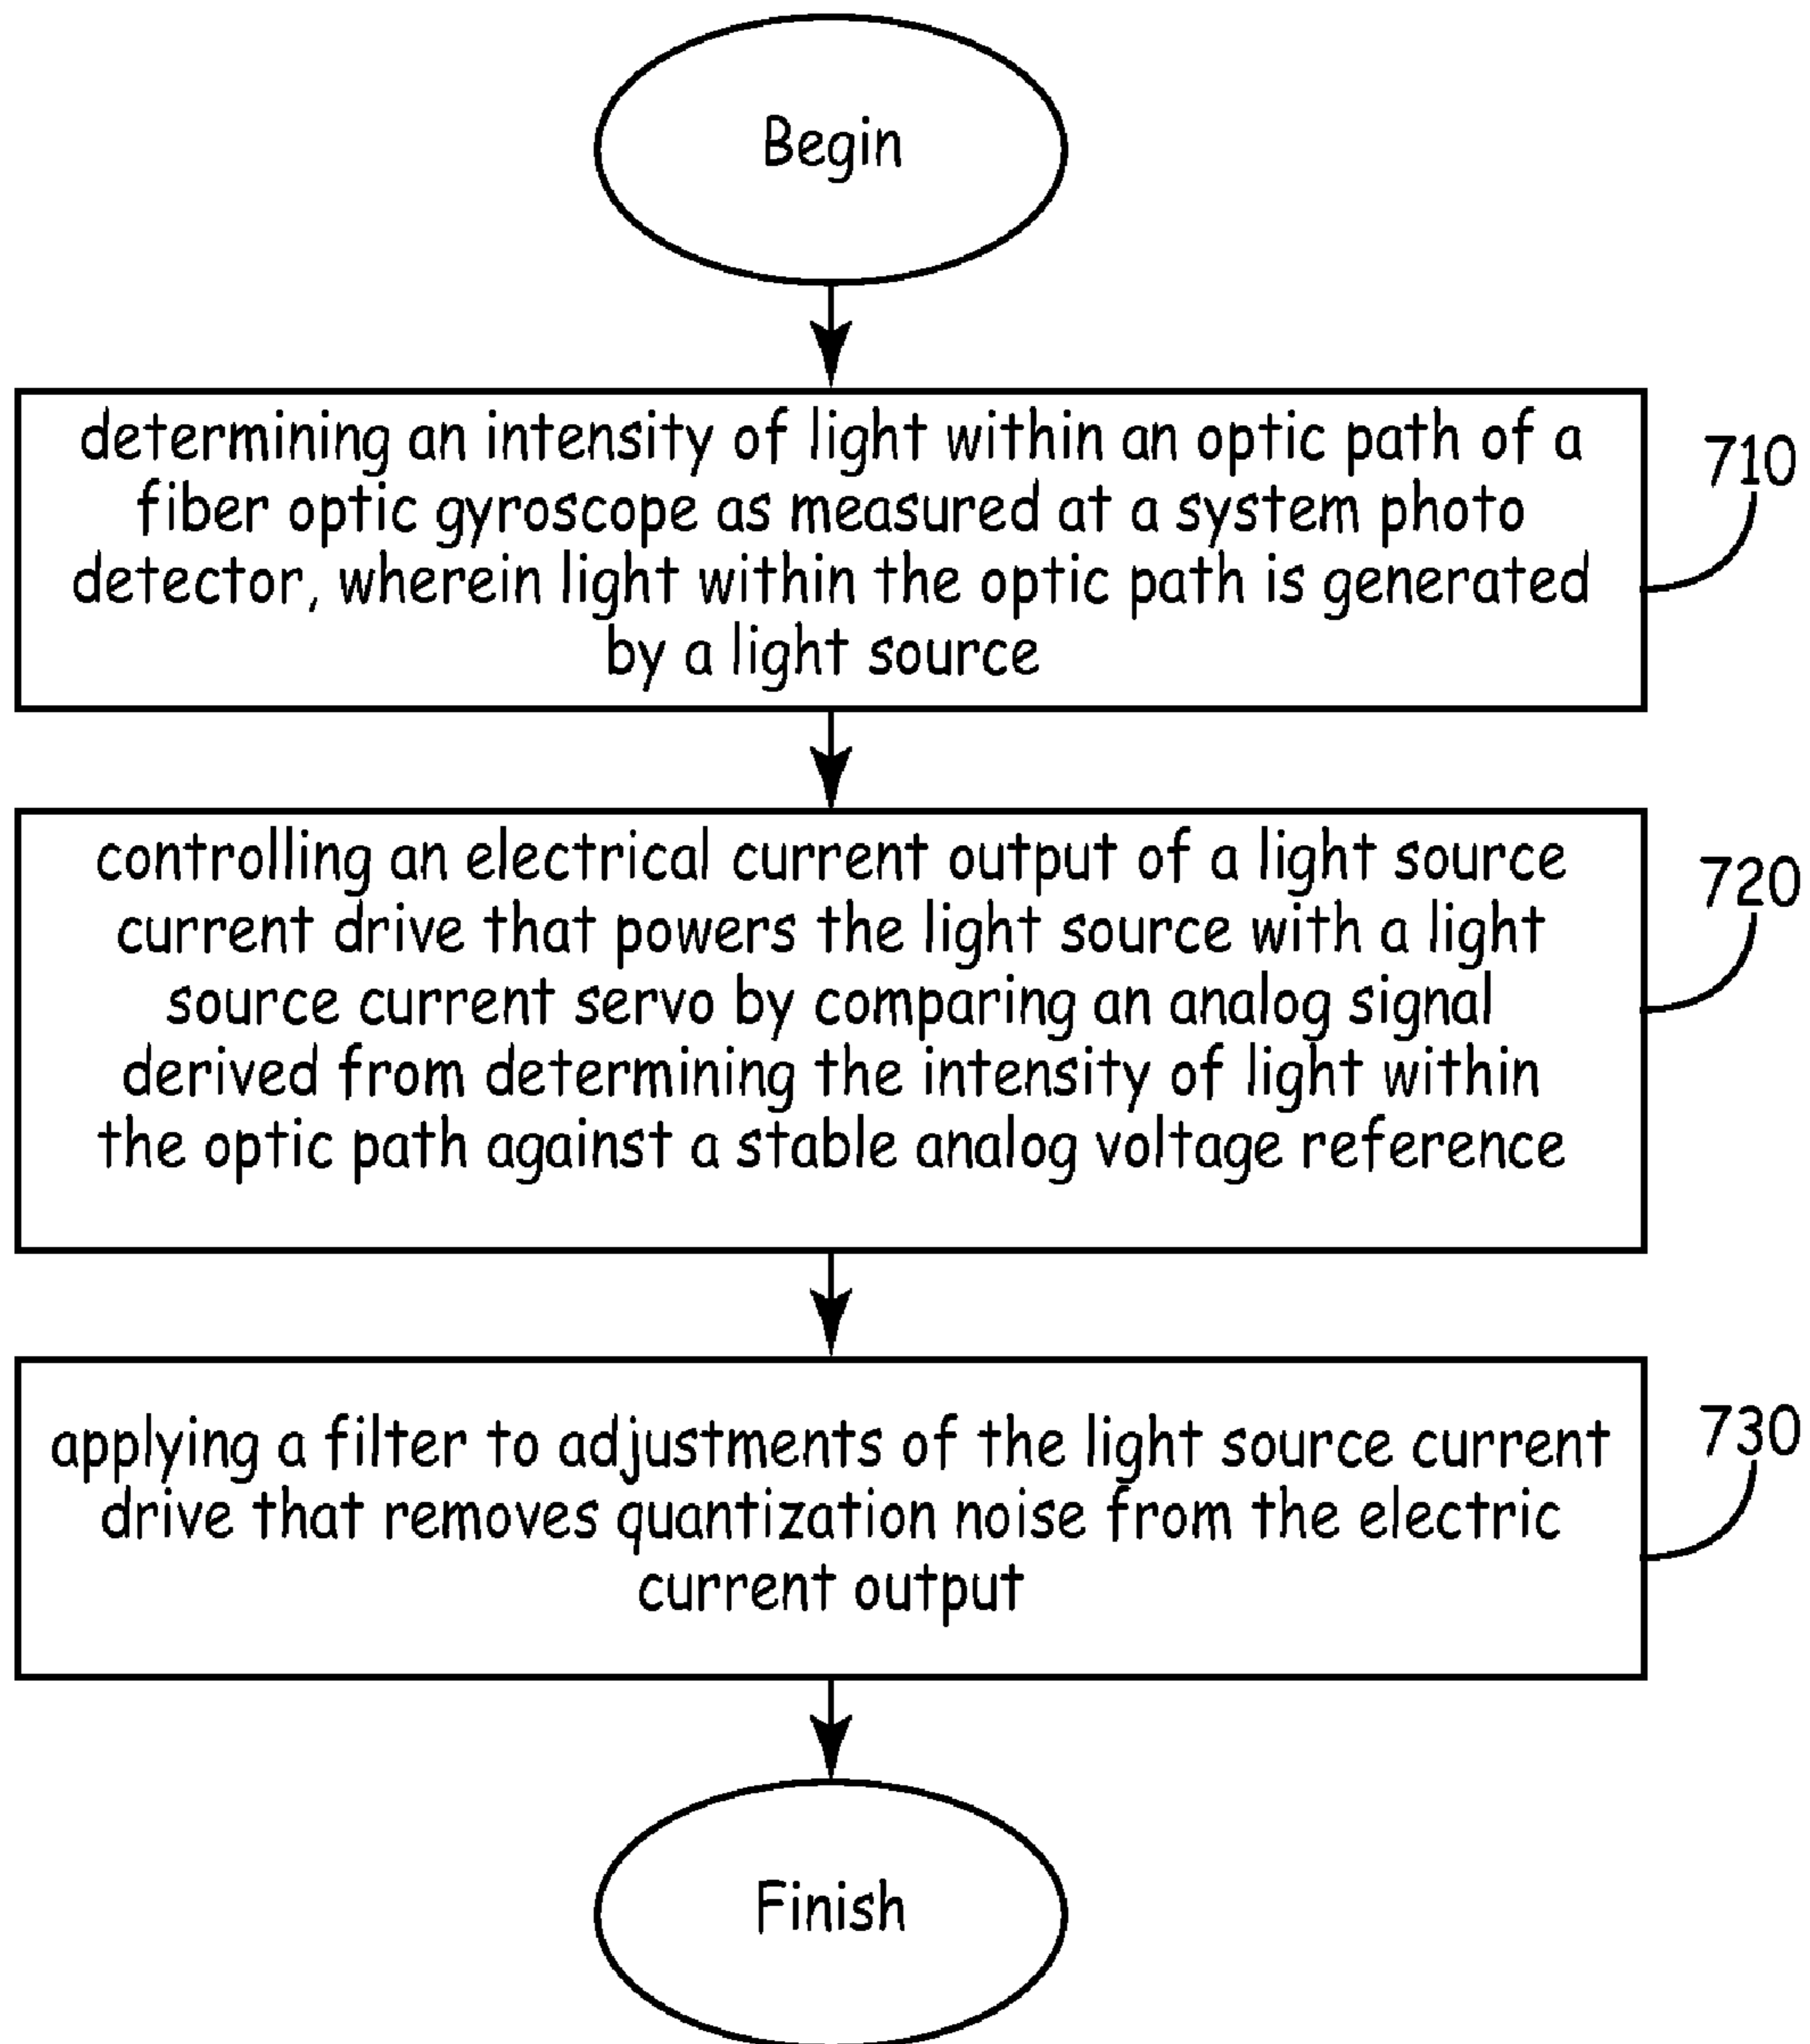 Begin
determining an intensity of light within an optic path of a
fiber optic gyroscope as measured at a system photo
detector, wherein light within the optic path is generated
by a light source
710
controlling an electrical current output of a light source
current drive that powers the light source with a light
source current servo by comparing an analog signal
derived from determining the intensity of light within
the optic path against a stable analog voltage reference
720
applying a filter to adjustments of the light source current
drive that removes quantization noise from the electric
current output
730
Finish